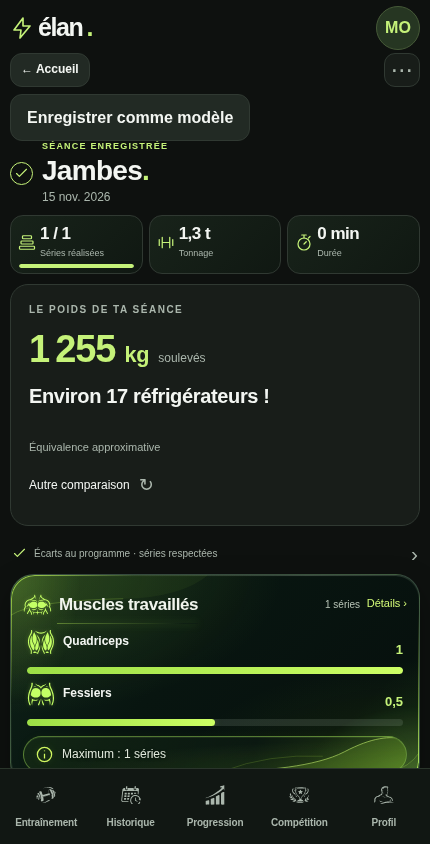 élan.
MO
← Accueil
...
Enregistrer comme modèle
SÉANCE ENREGISTRÉE
Jambes.
15 nov. 2026
1 / 1
Séries réalisées
1,3 t
Tonnage
0 min
Durée
LE POIDS DE TA SÉANCE
1 255 kg soulevés
Environ 17 réfrigérateurs !
Équivalence approximative
Autre comparaison ↻
Écarts au programme · séries respectées ›
Muscles travaillés
1 séries Détails ›
Quadriceps
1
Fessiers
0,5
Maximum : 1 séries
Entraînement
Historique
Progression
Compétition
Profil